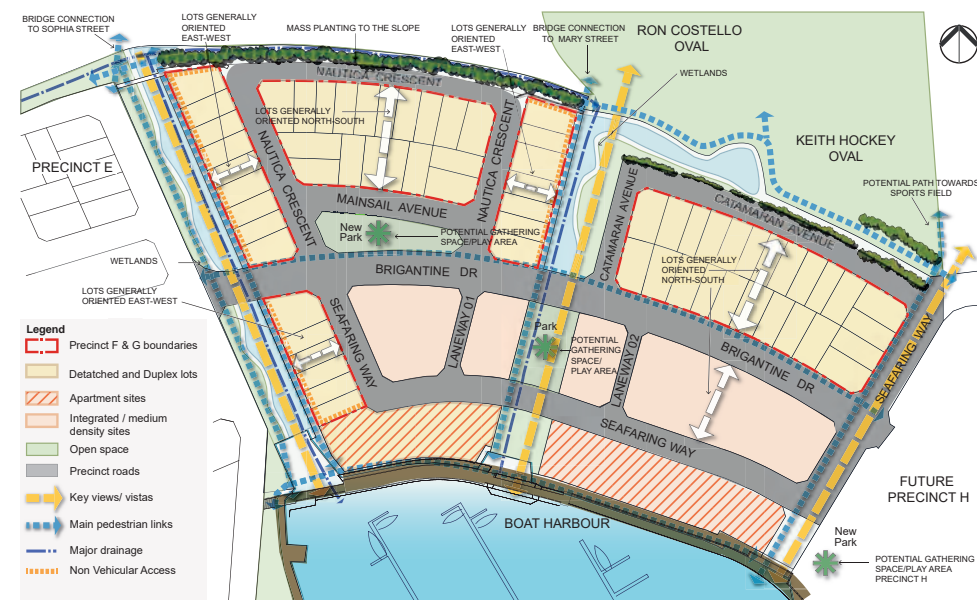 BRIDGE CONNECTION
TO SOPHIA STREET
LOTS GENERALLY
ORIENTED
EAST-WEST
MASS PLANTING TO THE SLOPE
LOTS GENERALLY
ORIENTED
EAST-WEST
BRIDGE CONNECTION
TO MARY STREET
RON COSTELLO
OVAL
WETLANDS
NAUTICA CRESCENT
LOTS GENERALLY
ORIENTED NORTH-SOUTH
NAUTICA CRESCENT
NAUTICA CRESCENT
KEITH HOCKEY
OVAL
PRECINCT E
POTENTIAL PATH TOWARDS
SPORTS FIELD
CATAMARAN AVENUE
CATAMARAN AVENUE
MAINSAIL AVENUE
New
Park
POTENTIAL GATHERING
SPACE/PLAY AREA
WETLANDS
BRIGANTINE DR
LOTS GENERALLY
ORIENTED
NORTH-SOUTH
LOTS GENERALLY
ORIENTED EAST-WEST
SEAFARING WAY
LANEWAY 01
Park
POTENTIAL
GATHERING
SPACE/
PLAY AREA
LANEWAY 02
BRIGANTINE DR
SEAFARING WAY
SEAFARING WAY
FUTURE
PRECINCT H
BOAT HARBOUR
New
Park
POTENTIAL GATHERING
SPACE/PLAY AREA
PRECINCT H
Legend
Precinct F & G boundaries
Detatched and Duplex lots
Apartment sites
Integrated / medium
density sites
Open space
Precinct roads
Key views/ vistas
Main pedestrian links
Major drainage
Non Vehicular Access